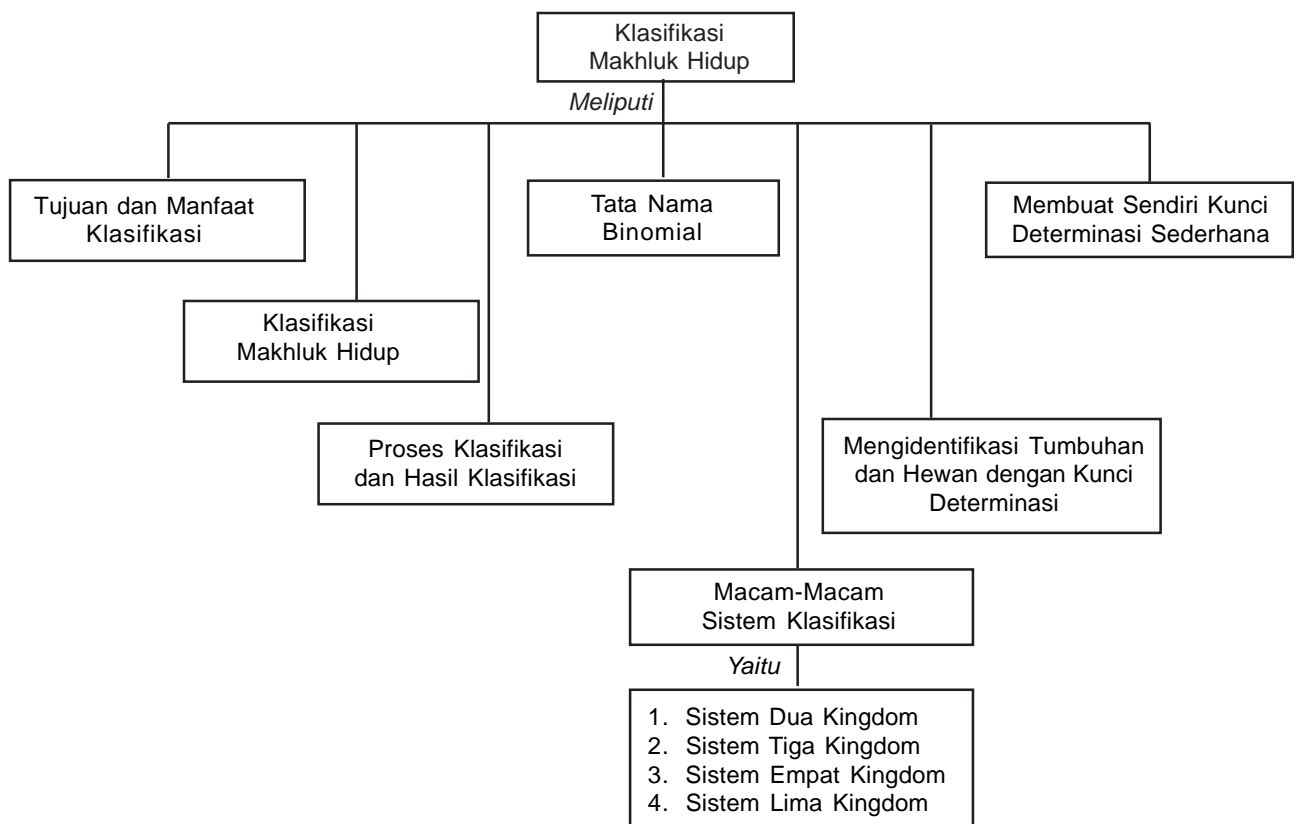 Klasifikasi
Makhluk Hidup
Meliputi
Tujuan dan Manfaat
Klasifikasi
Klasifikasi
Makhluk Hidup
Proses Klasifikasi
dan Hasil Klasifikasi
Tata Nama
Binomial
Macam-Macam
Sistem Klasifikasi
Yaitu
1. Sistem Dua Kingdom
2. Sistem Tiga Kingdom
3. Sistem Empat Kingdom
4. Sistem Lima Kingdom
Mengidentifikasi Tumbuhan
dan Hewan dengan Kunci
Determinasi
Membuat Sendiri Kunci
Determinasi Sederhana